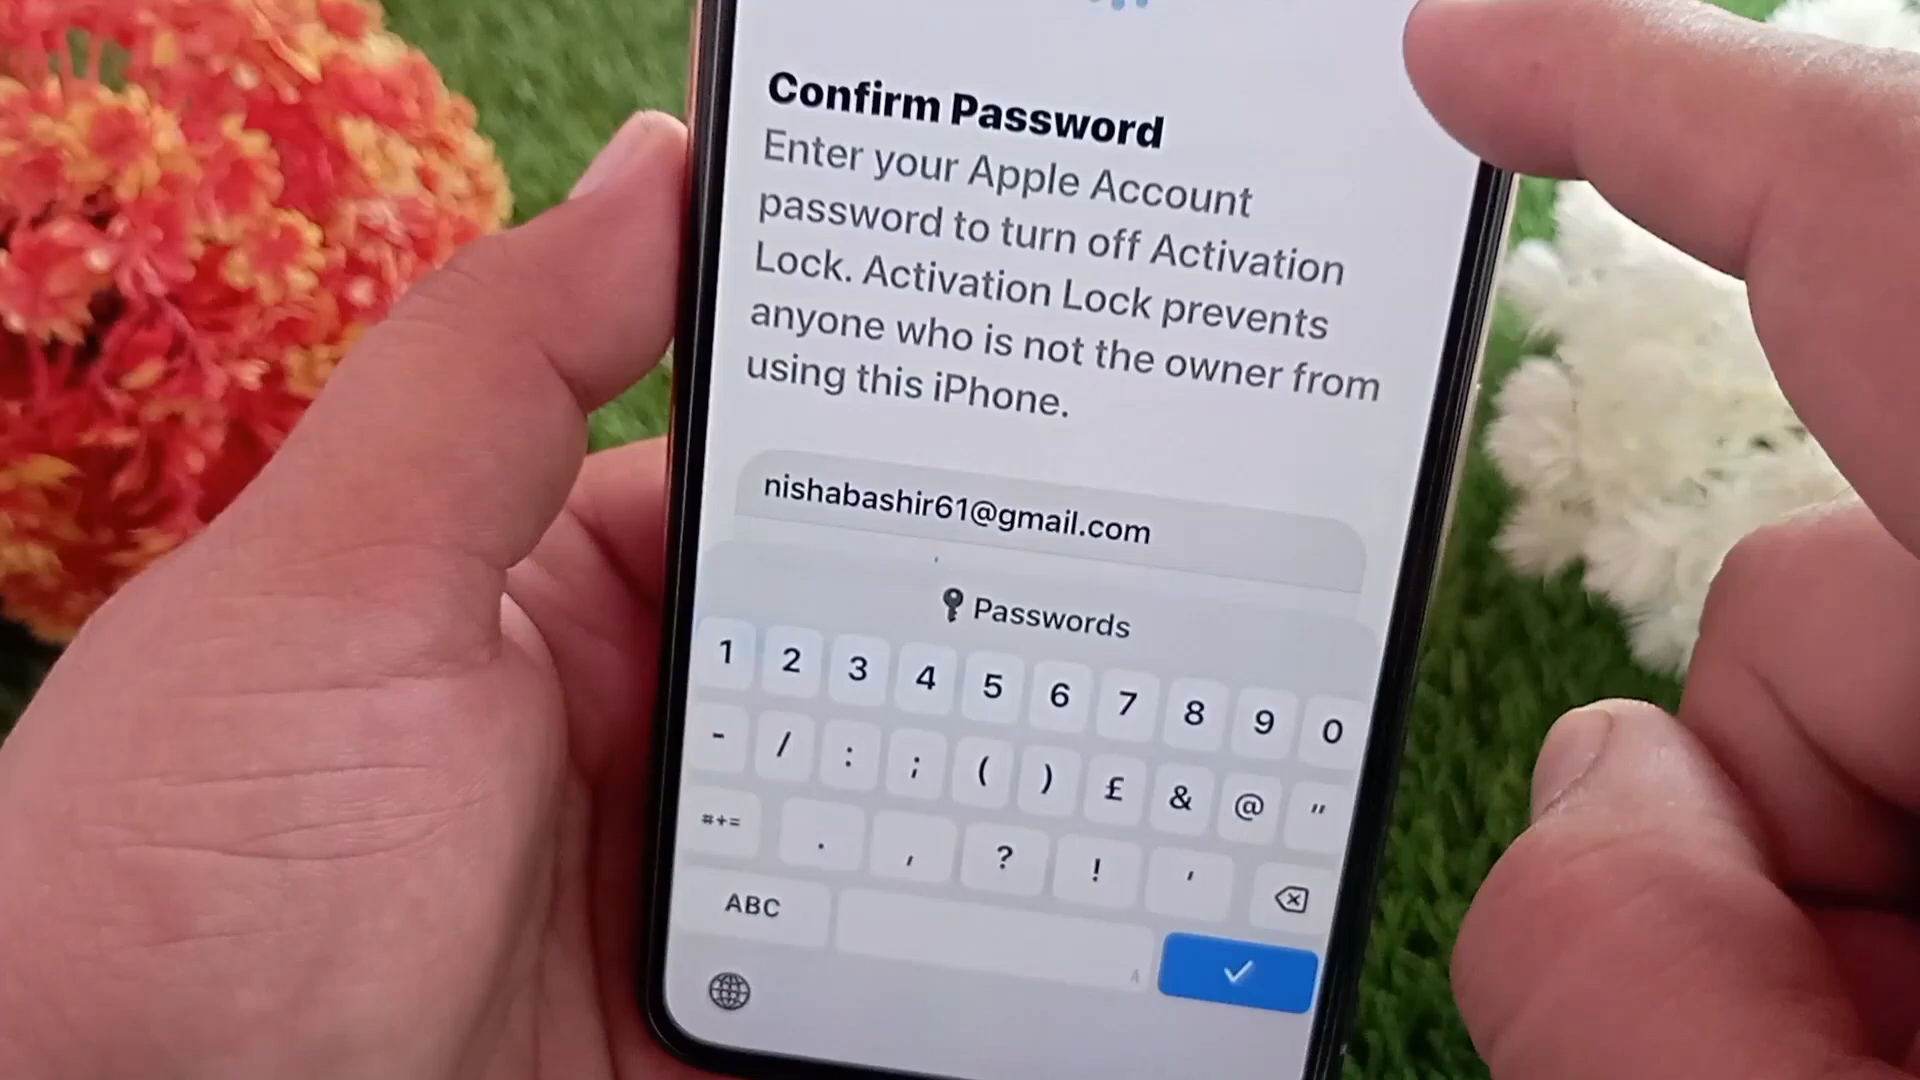 Confirm Password
Enter your Apple Account
password to turn off Activation
Lock. Activation Lock prevents
anyone who is not the owner from
using this iPhone.
nishabashir61@gmail.com
Passwords
1 2 3 4 5 6 7 8 9 0
- / : ; ( ) £ & @ "
#+= . , ? ! '
ABC